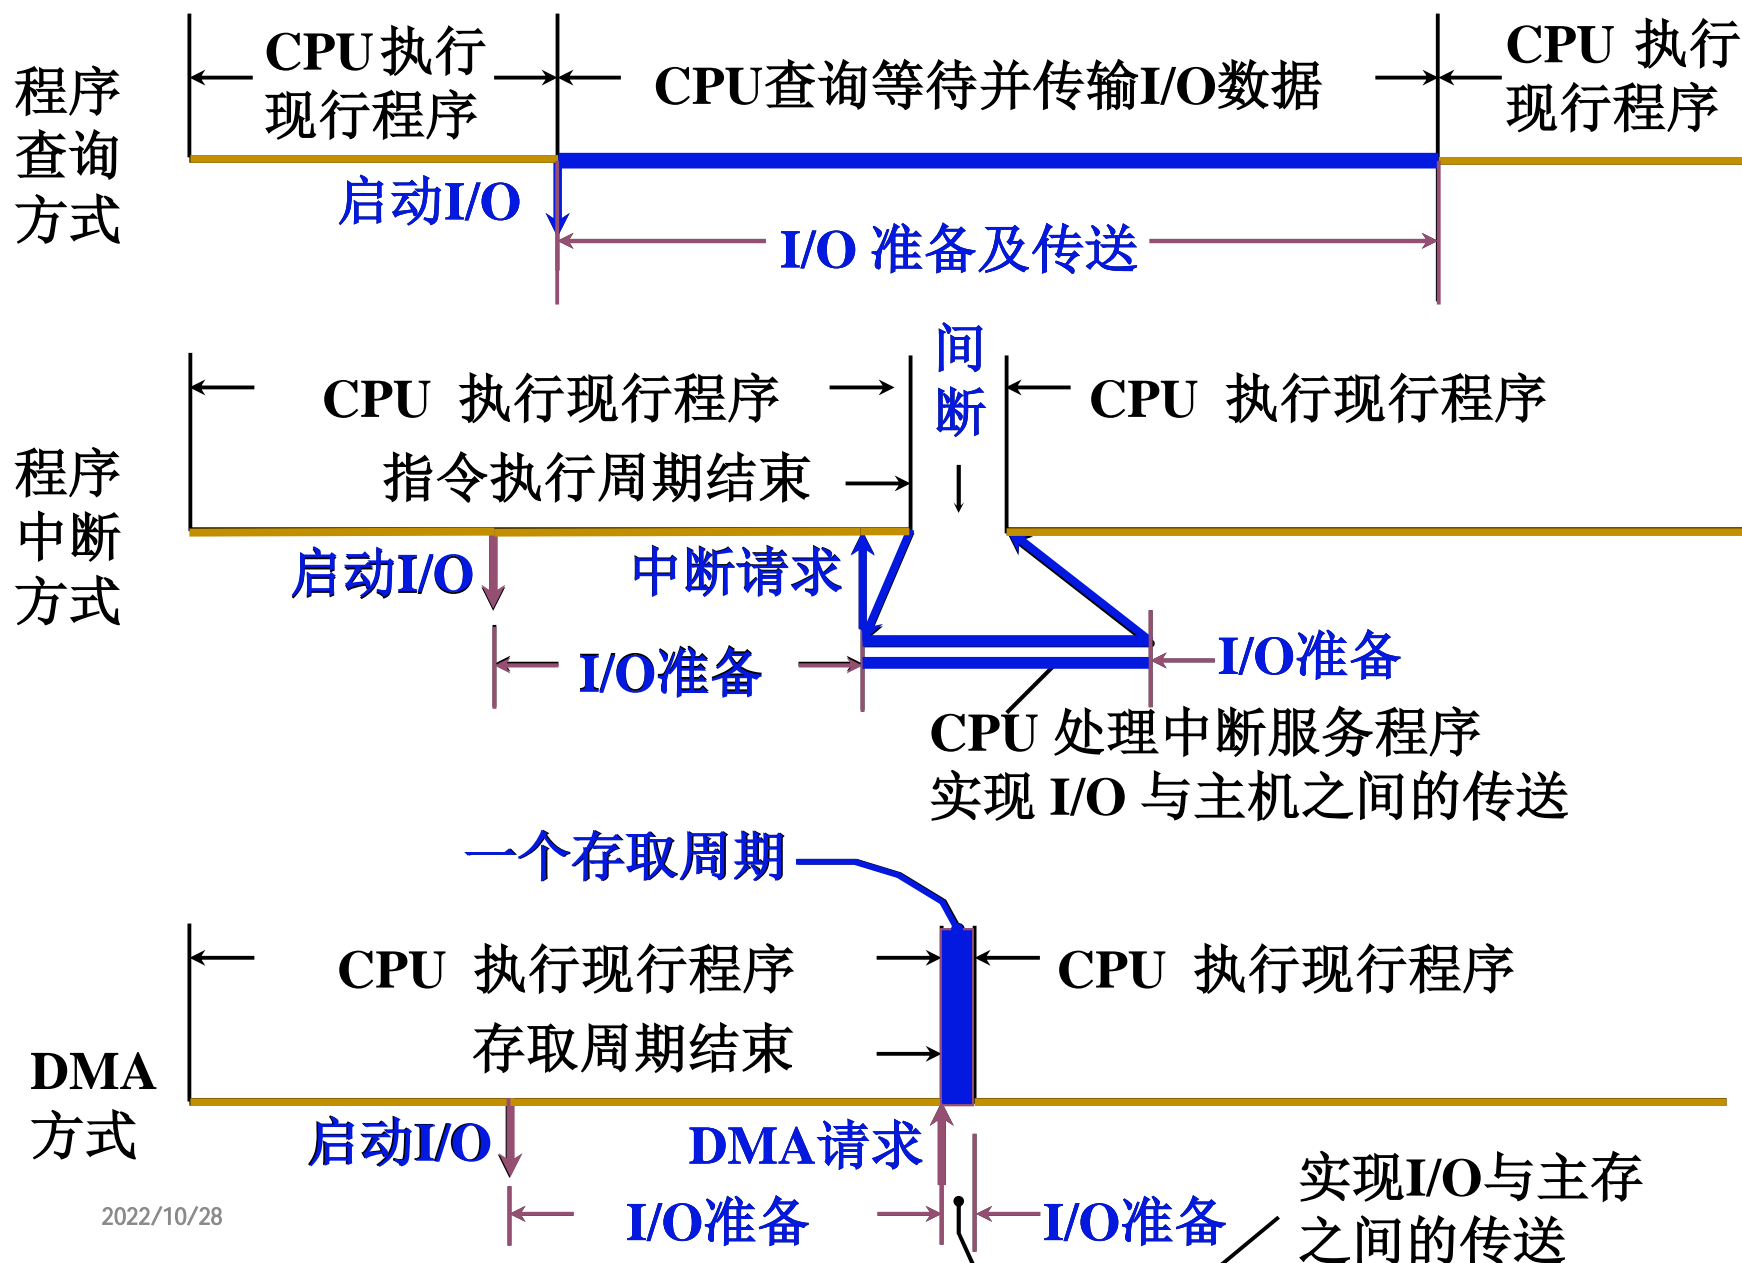 程序
查询
方式
CPU 执行
现行程序
CPU查询等待并传输I/O数据
CPU 执行
现行程序
启动I/O
I/O 准备及传送
程序
中断
方式
CPU 执行现行程序
指令执行周期结束
间
断
CPU 执行现行程序
启动I/O
中断请求
I/O准备
I/O准备
CPU 处理中断服务程序
实现 I/O 与主机之间的传送
一个存取周期
DMA
方式
CPU 执行现行程序
存取周期结束
CPU 执行现行程序
启动I/O
DMA请求
I/O准备
I/O准备
实现I/O与主存
之间的传送
2022/10/28